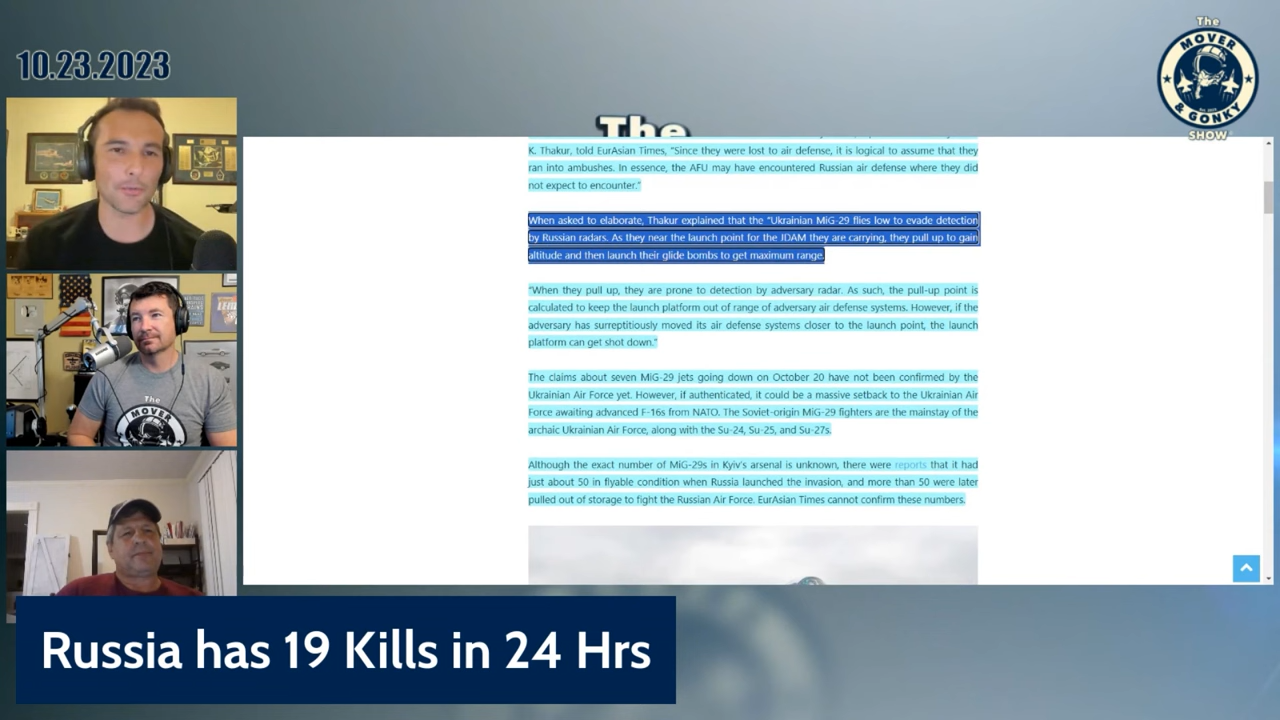 10.23.2023
The
MOVER
& GONKY
SHOW
The
K. Thakur, told EurAsian Times, "Since they were lost to air defense, it is logical to assume that they
ran into ambushes. In essence, the AFU may have encountered Russian air defense where they did
not expect to encounter."
When asked to elaborate, Thakur explained that the "Ukrainian MiG-29 flies low to evade detection
by Russian radars. As they near the launch point for the JDAM they are carrying, they pull up to gain
altitude and then launch their glide bombs to get maximum range.
"When they pull up, they are prone to detection by adversary radar. As such, the pull-up point is
calculated to keep the launch platform out of range of adversary air defense systems. However, if the
adversary has surreptitiously moved its air defense systems closer to the launch point, the launch
platform can get shot down."
The claims about seven MiG-29 jets going down on October 20 have not been confirmed by the
Ukrainian Air Force yet. However, if authenticated, it could be a massive setback to the Ukrainian Air
Force awaiting advanced F-16s from NATO. The Soviet-origin MiG-29 fighters are the mainstay of the
archaic Ukrainian Air Force, along with the Su-24, Su-25, and Su-27s.
Although the exact number of MiG-29s in Kyiv's arsenal is unknown, there were reports that it had
just about 50 in flyable condition when Russia launched the invasion, and more than 50 were later
pulled out of storage to fight the Russian Air Force. EurAsian Times cannot confirm these numbers.
The
MOVER
Russia has 19 Kills in 24 Hrs